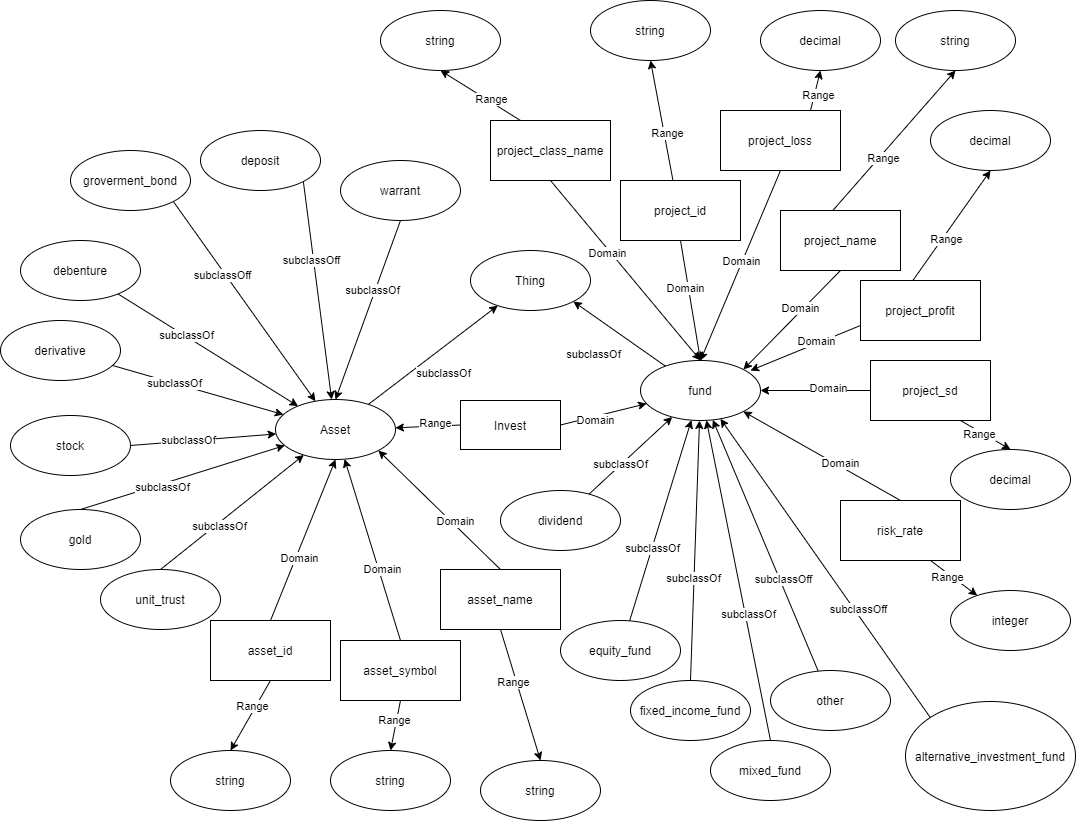 string
string
decimal
string
Range
Range
Range
Range
project_class_name
project_loss
decimal
deposit
groverment_bond
warrant
project_id
project_name
Range
subclassOff
subclassOff
subclassOf
Domain
Domain
Domain
Domain
debenture
Thing
project_profit
subclassOf
Domain
derivative
subclassOf
subclassOf
subclassOf
fund
Domain
project_sd
Asset
Range
Invest
Domain
Range
stock
subclassOf
subclassOf
Domain
decimal
subclassOf
gold
subclassOf
Domain
dividend
risk_rate
Domain
Domain
subclassOf
subclassOf
subclassOff
Range
unit_trust
asset_name
subclassOf
subclassOff
integer
asset_id
asset_symbol
equity_fund
Range
Range
Range
fixed_income_fund
other
string
string
string
mixed_fund
alternative_investment_fund